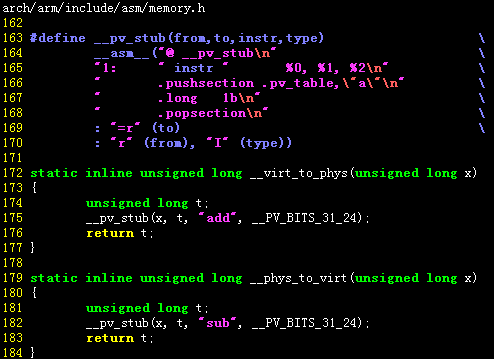 arch/arm/include/asm/memory.h
162
163 #define __pv_stub(from,to,instr,type) \
164 __asm__("@ __pv_stub\n" \
165 "1: " instr " %0, %1, %2\n" \
166 " .pushsection .pv_table,\"a\"\n" \
167 " .long 1b\n" \
168 " .popsection\n" \
169 : "=r" (to) \
170 : "r" (from), "I" (type))
171
172 static inline unsigned long __virt_to_phys(unsigned long x)
173 {
174 unsigned long t;
175 __pv_stub(x, t, "add", __PV_BITS_31_24);
176 return t;
177 }
178
179 static inline unsigned long __phys_to_virt(unsigned long x)
180 {
181 unsigned long t;
182 __pv_stub(x, t, "sub", __PV_BITS_31_24);
183 return t;
184 }